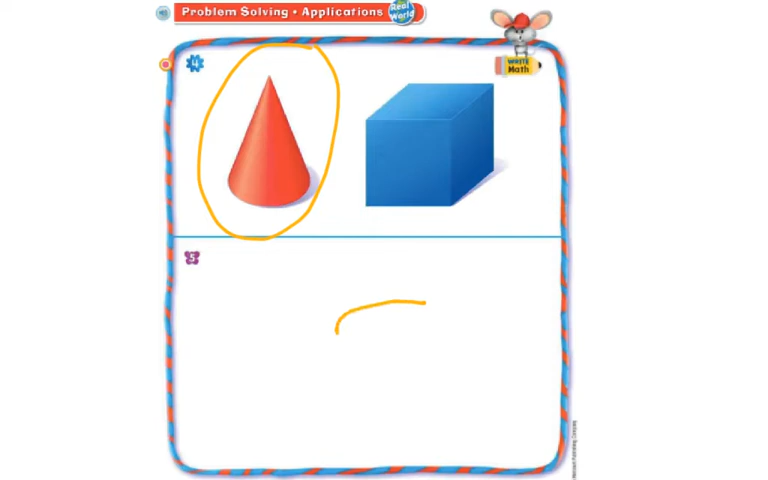 Problem Solving • Applications
Real
World
4
WRITE
Math
5